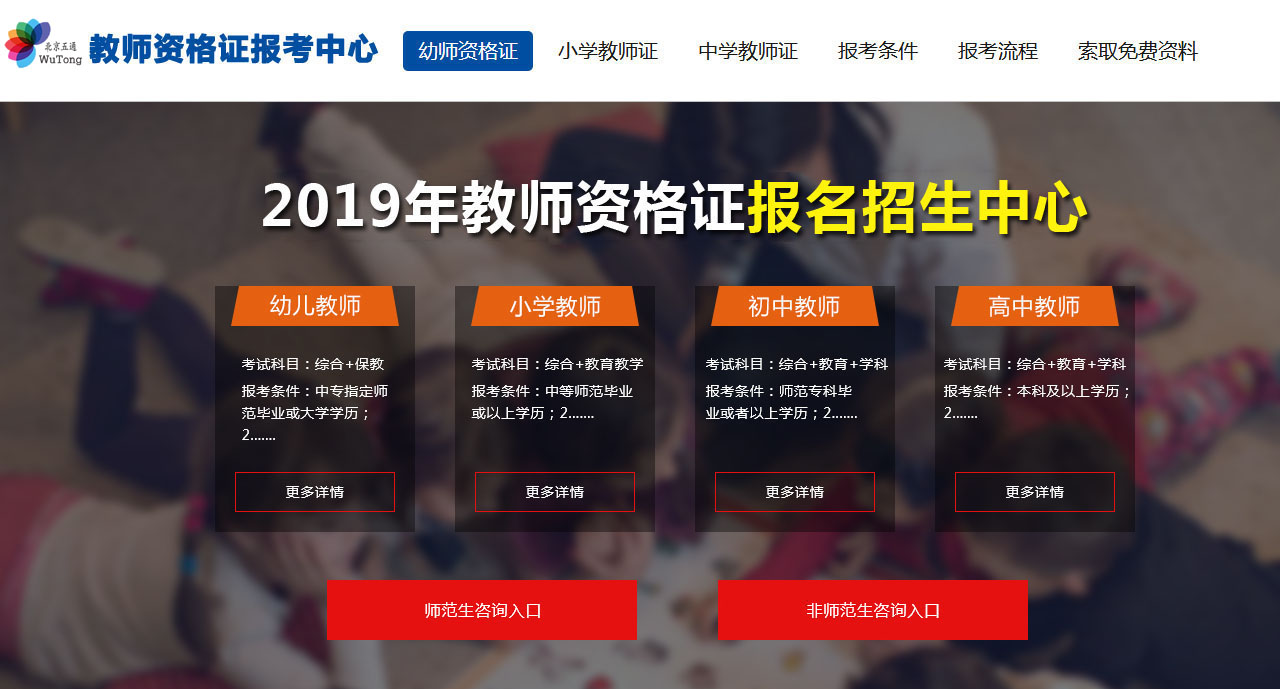 北京五通
WuTong
教师资格证报考中心
幼师资格证
小学教师证
中学教师证
报考条件
报考流程
索取免费资料
2019年教师资格证报名招生中心
幼儿教师
考试科目：综合+保教
报考条件：中专指定师
范毕业或大学学历；
2.......
更多详情
小学教师
考试科目：综合+教育教学
报考条件：中等师范毕业
或以上学历；2.......
更多详情
初中教师
考试科目：综合+教育+学科
报考条件：师范专科毕
业或者以上学历；2.......
更多详情
高中教师
考试科目：综合+教育+学科
报考条件：本科及以上学历；
2.......
更多详情
师范生咨询入口
非师范生咨询入口